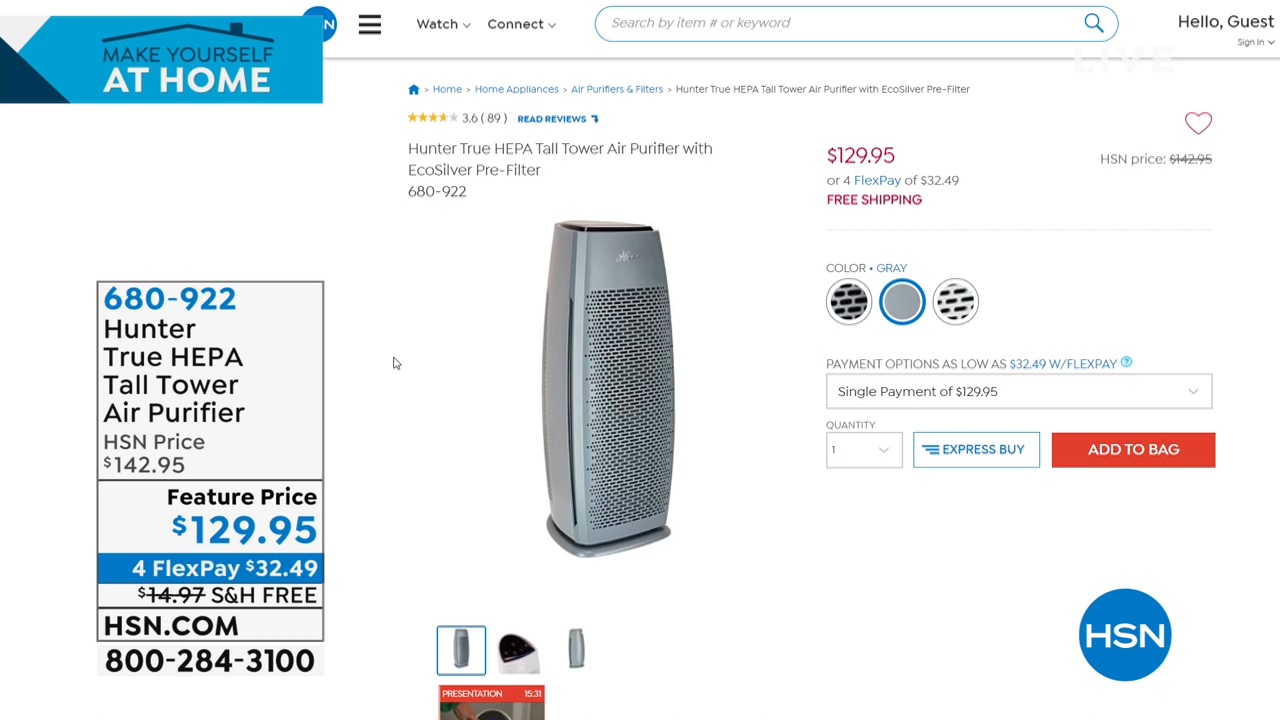 MAKE YOURSELF
AT HOME
N
Watch
Connect
Search by item # or keyword
Hello, Guest
Sign In
LIVE
Home > Home Appliances > Air Purifiers & Filters > Hunter True HEPA Tall Tower Air Purifier with EcoSilver Pre-Filter
3.6 ( 89 ) READ REVIEWS
Hunter True HEPA Tall Tower Air Purifier with
EcoSilver Pre-Filter
680-922
$129.95
HSN price: $142.95
or 4 FlexPay of $32.49
FREE SHIPPING
COLOR • GRAY
PAYMENT OPTIONS AS LOW AS $32.49 W/FLEXPAY ?
Single Payment of $129.95
QUANTITY
1
EXPRESS BUY
ADD TO BAG
Hunter
680-922
Hunter
True HEPA
Tall Tower
Air Purifier
HSN Price
$142.95
Feature Price
$129.95
4 FlexPay $32.49
$14.97 S&H FREE
HSN.COM
800-284-3100
PRESENTATION 15:31
HSN